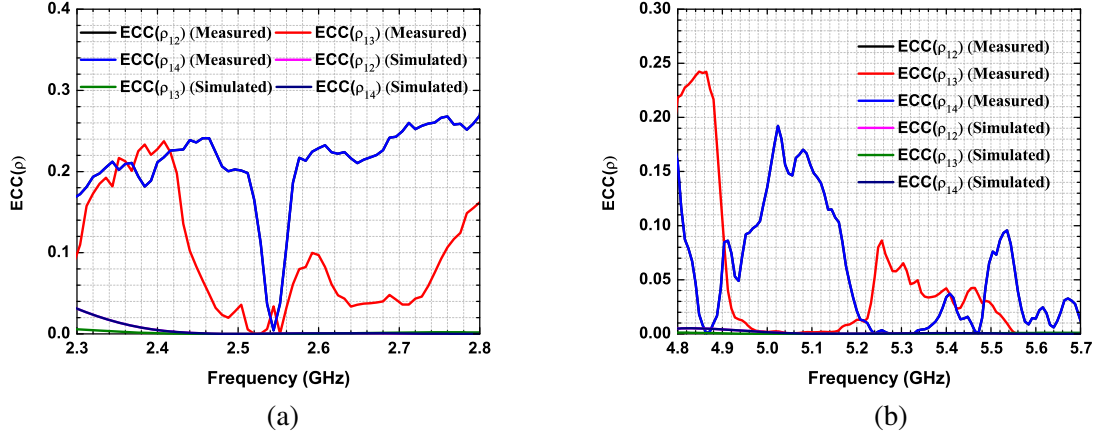 0.4
0.3
0.2
0.1
0.0
ECC(ρ)
ECC(ρ12) (Measured) ECC(ρ13) (Measured)
ECC(ρ14) (Measured) ECC(ρ12) (Simulated)
ECC(ρ13) (Simulated) ECC(ρ14) (Simulated)
2.3 2.4 2.5 2.6 2.7 2.8
Frequency (GHz)
(a)
0.30
0.25
0.20
0.15
0.10
0.05
0.00
ECC(ρ)
ECC(ρ12) (Measured)
ECC(ρ13) (Measured)
ECC(ρ14) (Measured)
ECC(ρ12) (Simulated)
ECC(ρ13) (Simulated)
ECC(ρ14) (Simulated)
4.8 4.9 5.0 5.1 5.2 5.3 5.4 5.5 5.6 5.7
Frequency (GHz)
(b)